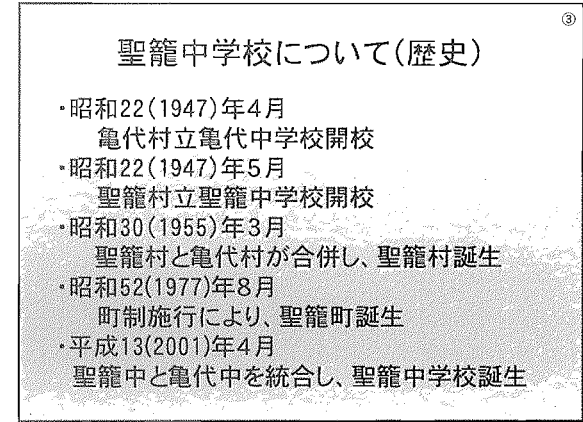 ③
聖籠中学校について(歴史)
・昭和22(1947)年4月
亀代村立亀代中学校開校
・昭和22(1947)年5月
聖籠村立聖籠中学校開校
・昭和30(1955)年3月
聖籠村と亀代村が合併し、聖籠村誕生
・昭和52(1977)年8月
町制施行により、聖籠町誕生
・平成13(2001)年4月
聖籠中と亀代中を統合し、聖籠中学校誕生